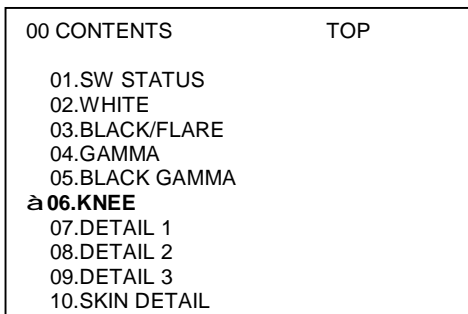 00 CONTENTS TOP
01.SW STATUS
02.WHITE
03.BLACK/FLARE
04.GAMMA
05.BLACK GAMMA
à 06.KNEE
07.DETAIL 1
08.DETAIL 2
09.DETAIL 3
10.SKIN DETAIL